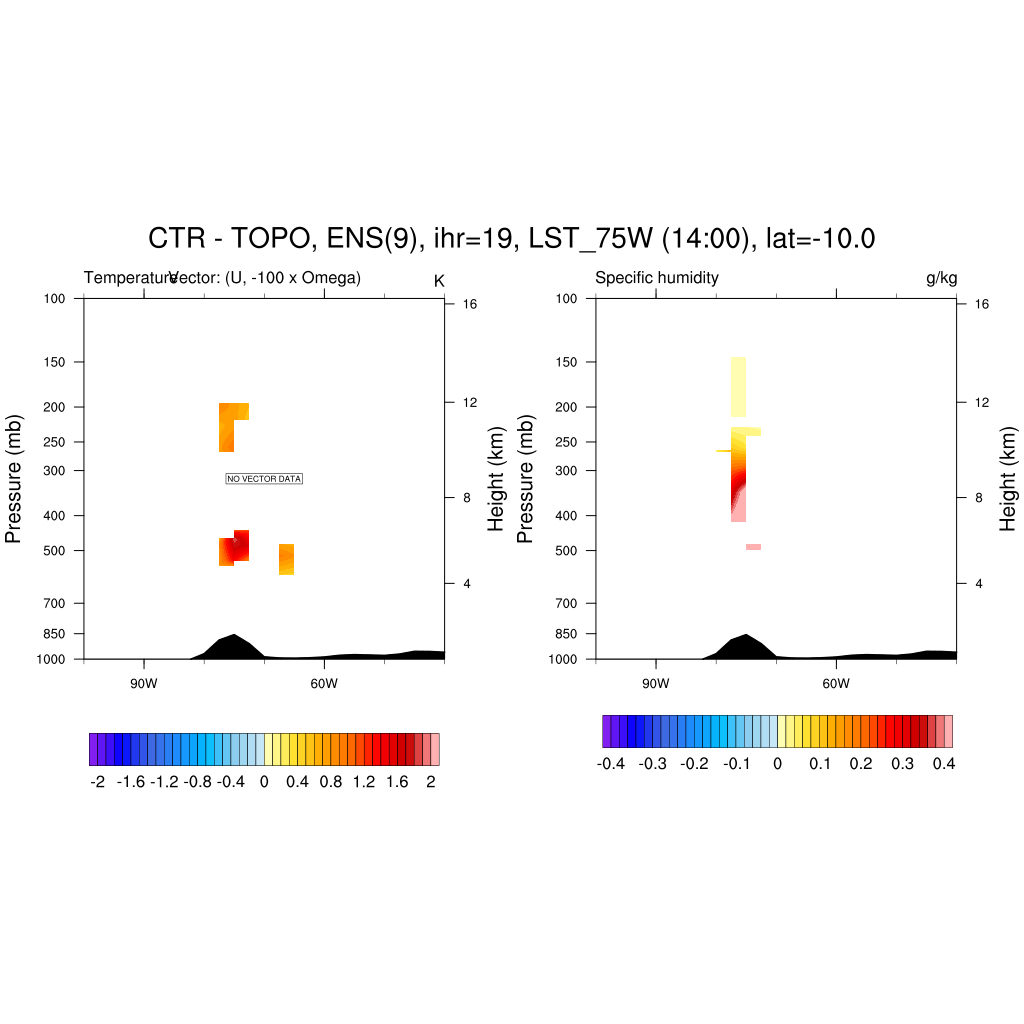 CTR - TOPO, ENS(9), ihr=19, LST_75W (14:00), lat=-10.0
Temperature Vector: (U, -100 x Omega) K
Specific humidity g/kg
100
150
200
250
300
400
500
700
850
1000
Pressure (mb)
16
12
8
4
Height (km)
NO VECTOR DATA
90W 60W
-2 -1.6 -1.2 -0.8 -0.4 0 0.4 0.8 1.2 1.6 2
100
150
200
250
300
400
500
700
850
1000
Pressure (mb)
16
12
8
4
Height (km)
90W 60W
-0.4 -0.3 -0.2 -0.1 0 0.1 0.2 0.3 0.4